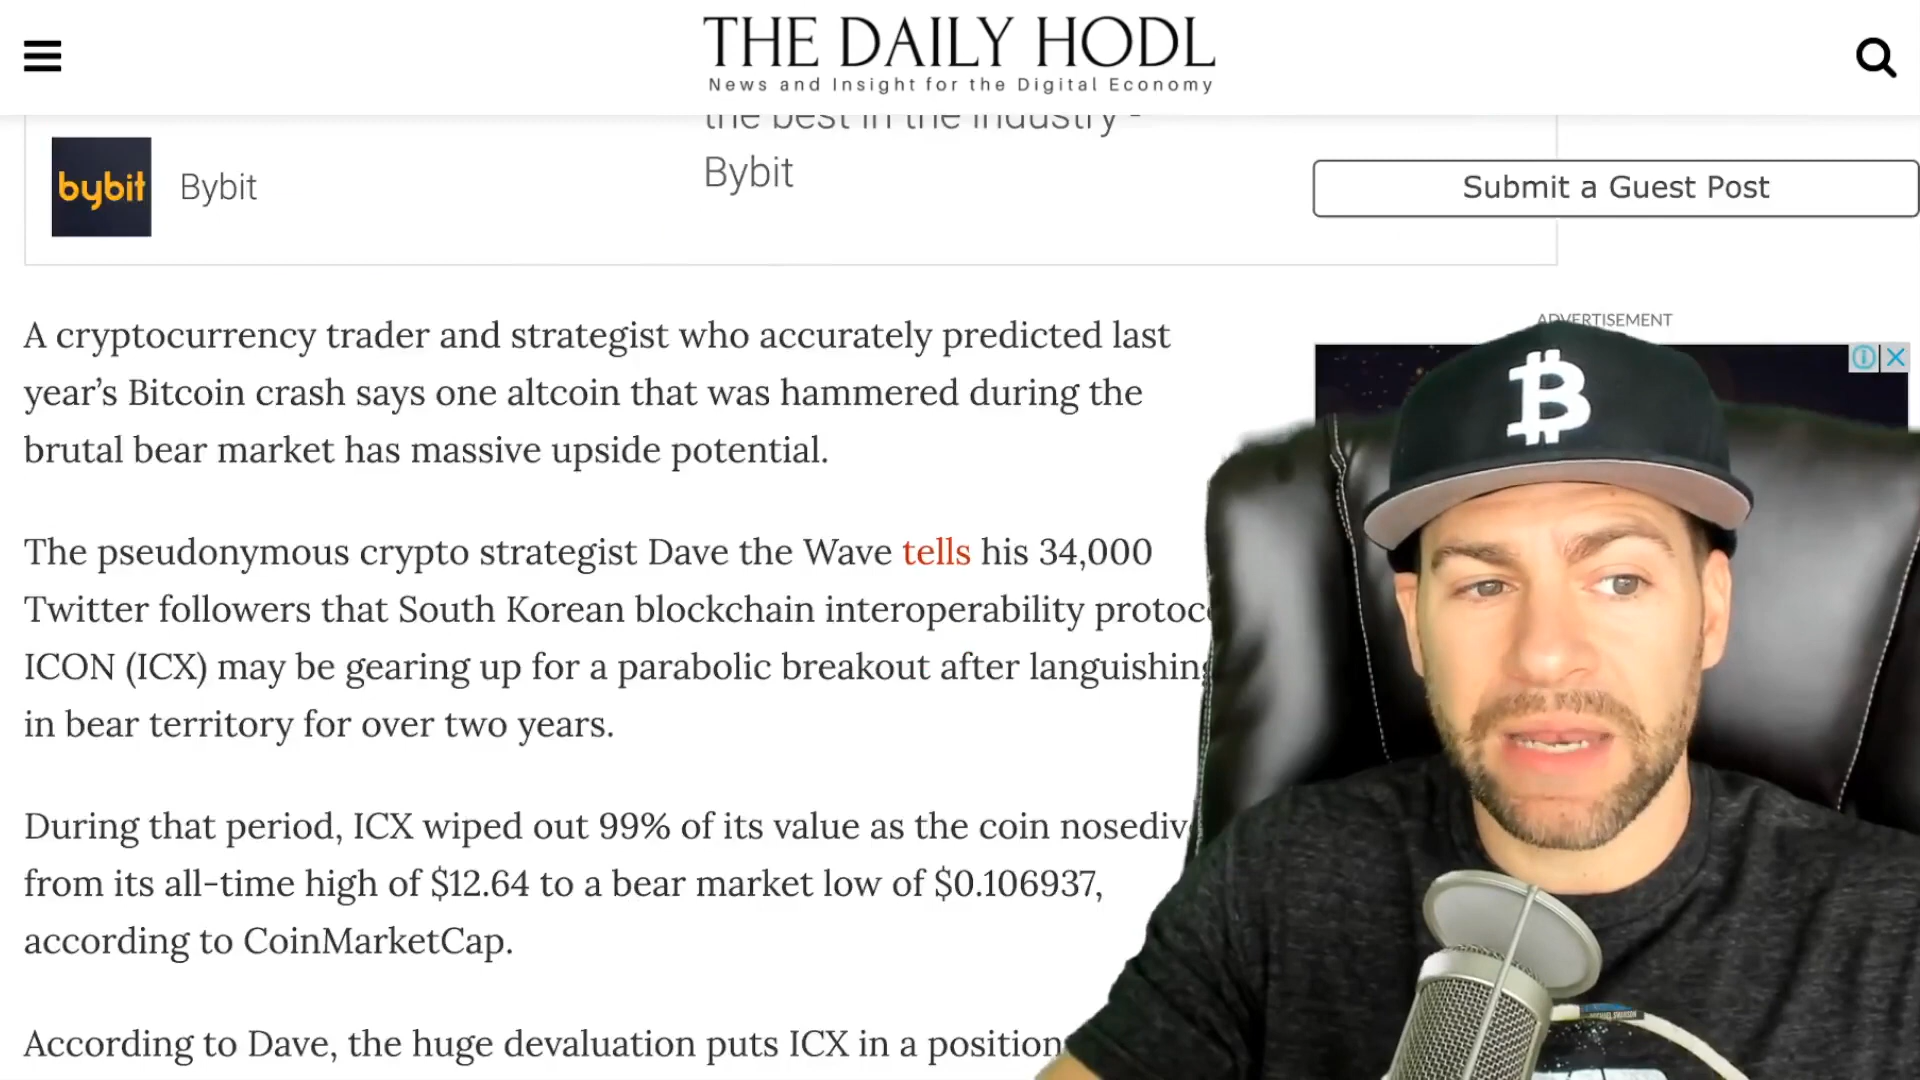 THE DAILY HODL
News and Insight for the Digital Economy
the best in the industry -
Bybit
bybit
Bybit
Submit a Guest Post
ADVERTISEMENT
A cryptocurrency trader and strategist who accurately predicted last
year’s Bitcoin crash says one altcoin that was hammered during the
brutal bear market has massive upside potential.
The pseudonymous crypto strategist Dave the Wave tells his 34,000
Twitter followers that South Korean blockchain interoperability protoc
ICON (ICX) may be gearing up for a parabolic breakout after languishing
in bear territory for over two years.
During that period, ICX wiped out 99% of its value as the coin nosediv
from its all-time high of $12.64 to a bear market low of $0.106937,
according to CoinMarketCap.
According to Dave, the huge devaluation puts ICX in a position